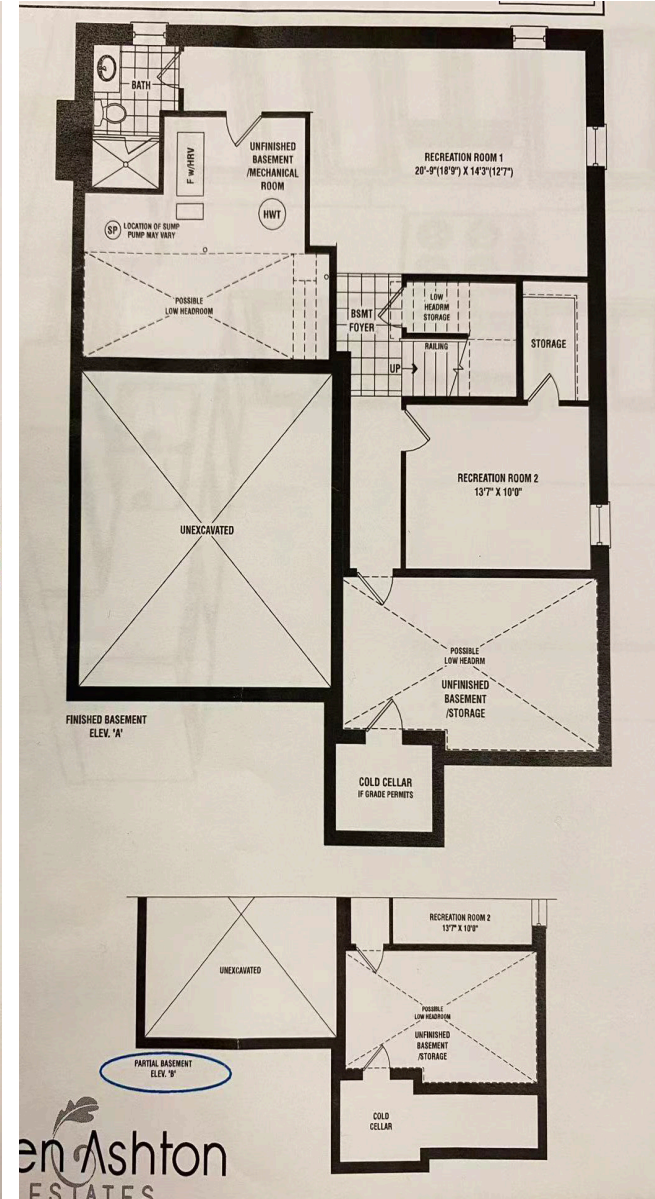 BATH
UNFINISHED
BASEMENT
/MECHANICAL
ROOM
F w/HRV
HWT
RECREATION ROOM 1
20'-9"(18'9") X 14'3"(12'7")
SP
LOCATION OF SUMP
PUMP MAY VARY
POSSIBLE
LOW HEADROOM
BSMT
FOYER
LOW
HEADRM
STORAGE
RAILING
UP
STORAGE
RECREATION ROOM 2
13'7" X 10'0"
UNEXCAVATED
POSSIBLE
LOW HEADRM
UNFINISHED
BASEMENT
/STORAGE
FINISHED BASEMENT
ELEV. 'A'
COLD CELLAR
IF GRADE PERMITS
RECREATION ROOM 2
13'7" X 10'0"
UNEXCAVATED
POSSIBLE
LOW HEADROOM
UNFINISHED
BASEMENT
/STORAGE
PARTIAL BASEMENT
ELEV. 'B'
COLD
CELLAR
en Ashton
ESTATES